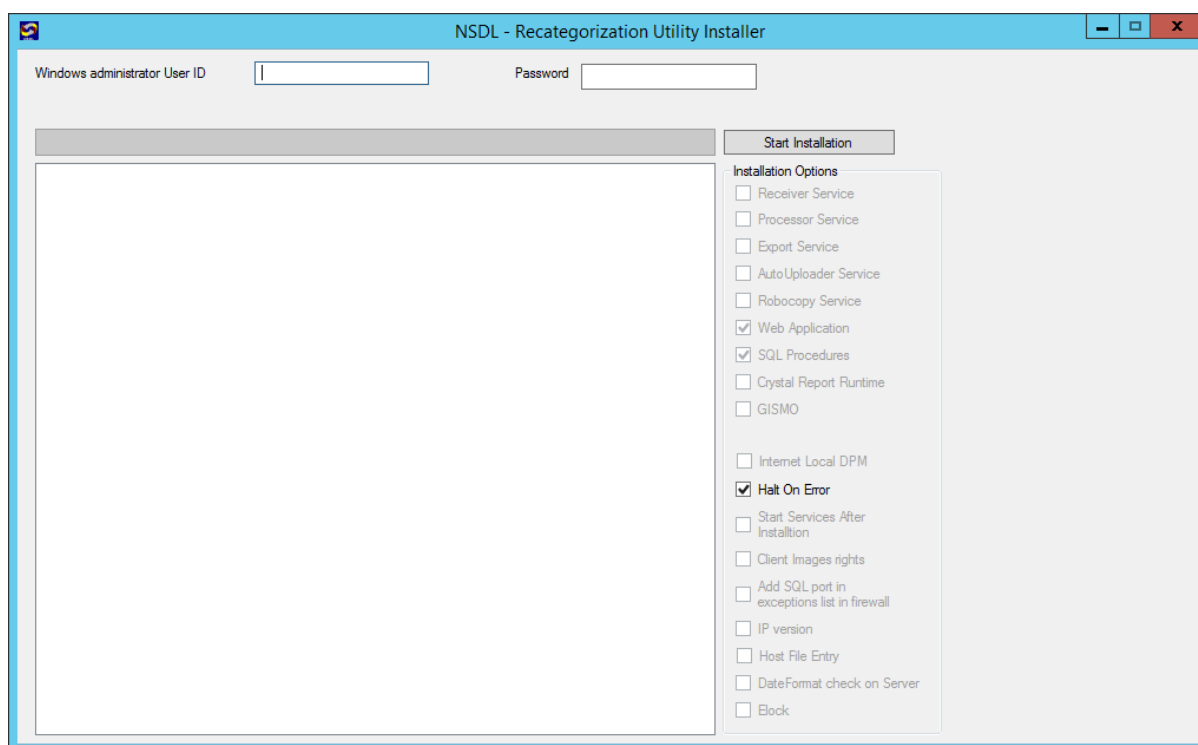 NSDL - Recategorization Utility Installer
Windows administrator User ID
Password
Start Installation
Installation Options
Receiver Service
Processor Service
Export Service
AutoUploader Service
Robocopy Service
Web Application
SQL Procedures
Crystal Report Runtime
GISMO
Internet Local DPM
Halt On Error
Start Services After
Installtion
Client Images rights
Add SQL port in
exceptions list in firewall
IP version
Host File Entry
DateFormat check on Server
Elock